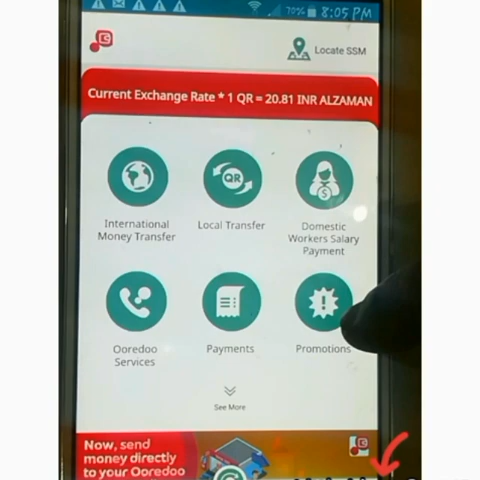 70% 8:05 PM
Locate SSM
Current Exchange Rate * 1 QR = 20.81 INR ALZAMAN
International
Money Transfer
QR
Local Transfer
Domestic
Workers Salary
Payment
Ooredoo
Services
Payments
Promotions
See More
Now, send
money directly
to your Ooredoo